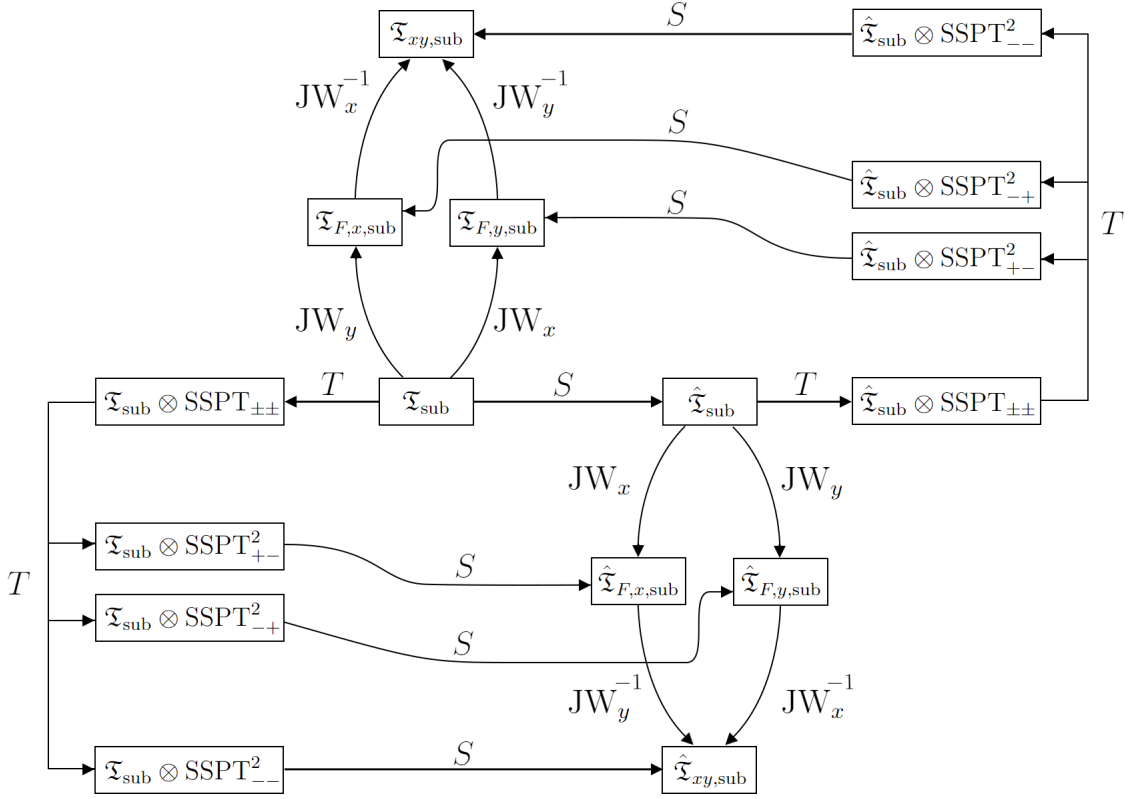 𝔗_{xy,sub} S 𝔗̂_sub ⊗ SSPT²_{−−}
JW_x^{−1} JW_y^{−1}
S
𝔗̂_sub ⊗ SSPT²_{−+}
𝔗_{F,x,sub} 𝔗_{F,y,sub} S T
𝔗̂_sub ⊗ SSPT²_{+−}
JW_y JW_x
𝔗_sub ⊗ SSPT_{±±} T 𝔗_sub S 𝔗̂_sub T 𝔗̂_sub ⊗ SSPT_{±±}
JW_x JW_y
𝔗_sub ⊗ SSPT²_{+−}
T S 𝔗̂_{F,x,sub} 𝔗̂_{F,y,sub}
𝔗_sub ⊗ SSPT²_{−+}
S
JW_y^{−1} JW_x^{−1}
𝔗_sub ⊗ SSPT²_{−−} S 𝔗̂_{xy,sub}